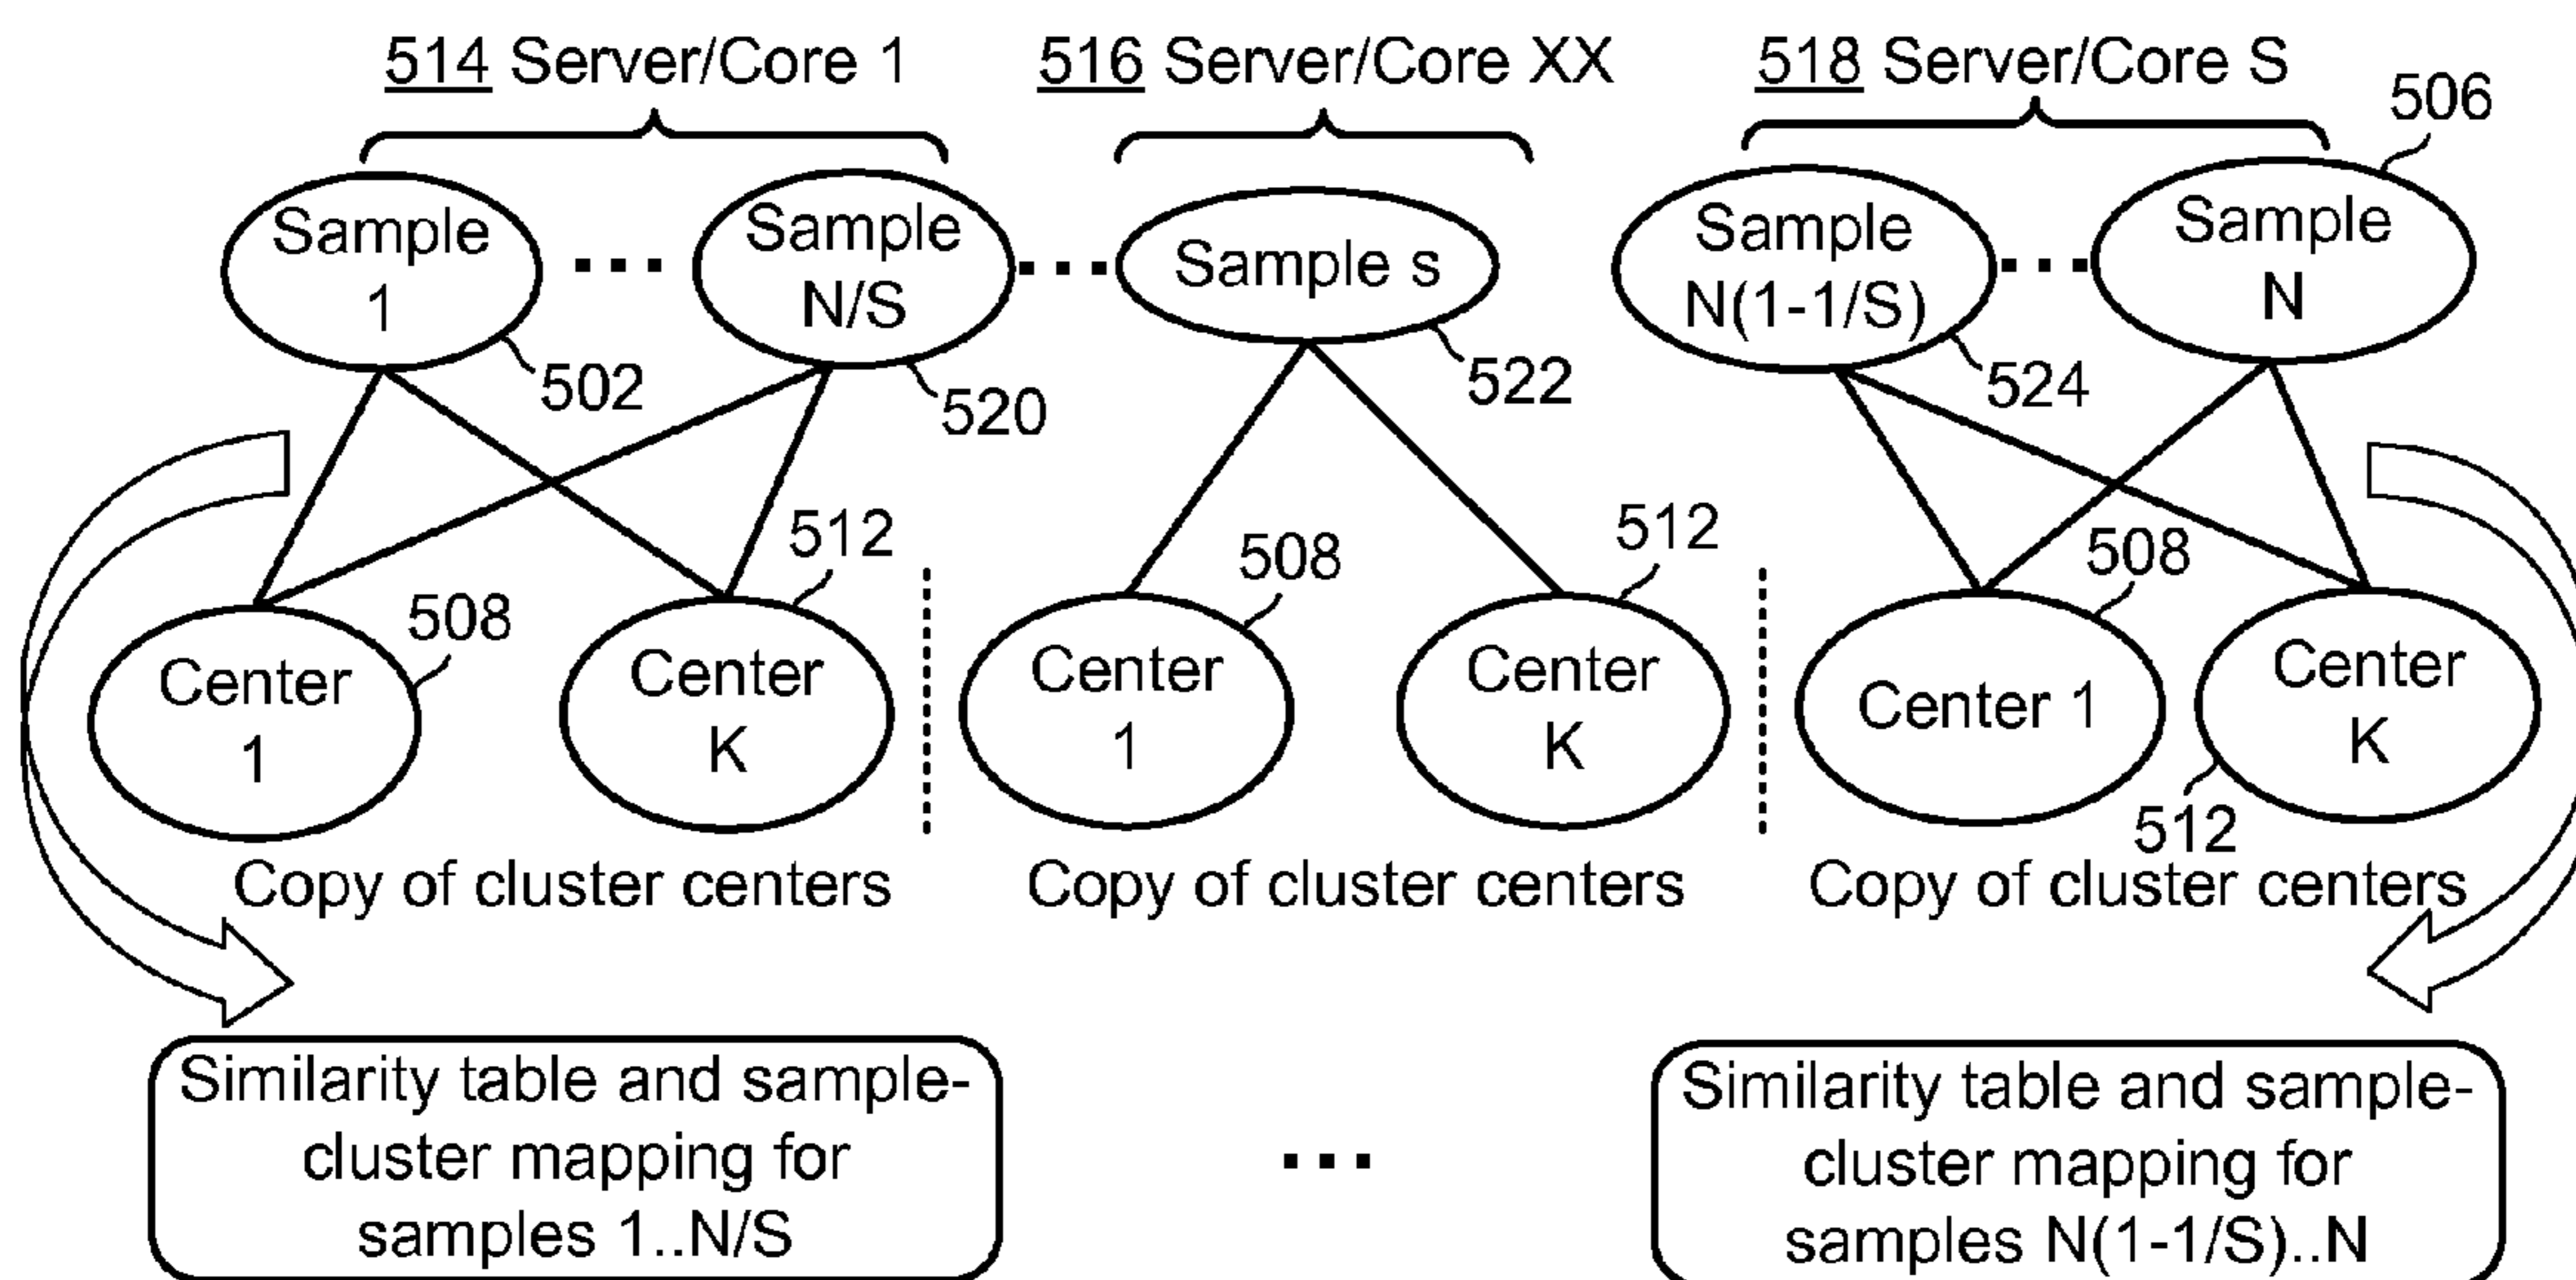 514 Server/Core 1
516 Server/Core XX
518 Server/Core S
506
Sample
1
...
Sample
N/S
...
Sample s
Sample
N(1-1/S)
...
Sample
N
502
520
522
524
512
508
512
508
508
Center
1
Center
K
Center
1
Center
K
Center 1
Center
K
512
Copy of cluster centers
Copy of cluster centers
Copy of cluster centers
Similarity table and sample-
cluster mapping for
samples 1..N/S
...
Similarity table and sample-
cluster mapping for
samples N(1-1/S)..N